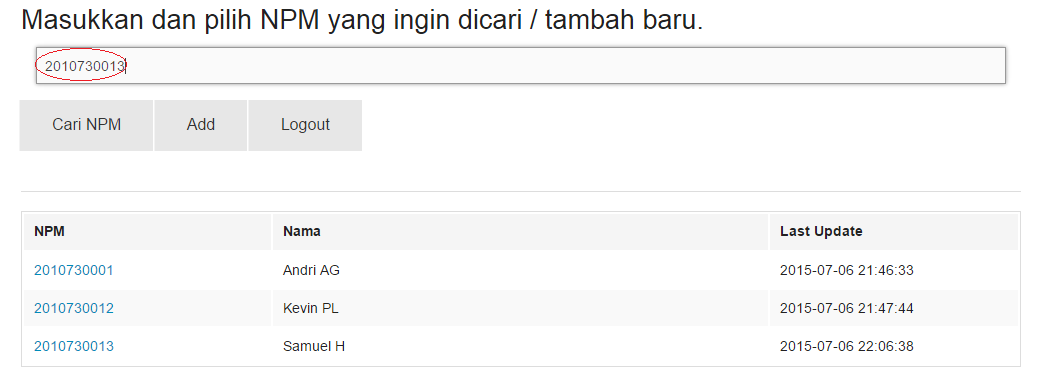 Masukkan dan pilih NPM yang ingin dicari / tambah baru.
2010730013
Cari NPM Add Logout
NPM Nama Last Update
2010730001 Andri AG 2015-07-06 21:46:33
2010730012 Kevin PL 2015-07-06 21:47:44
2010730013 Samuel H 2015-07-06 22:06:38